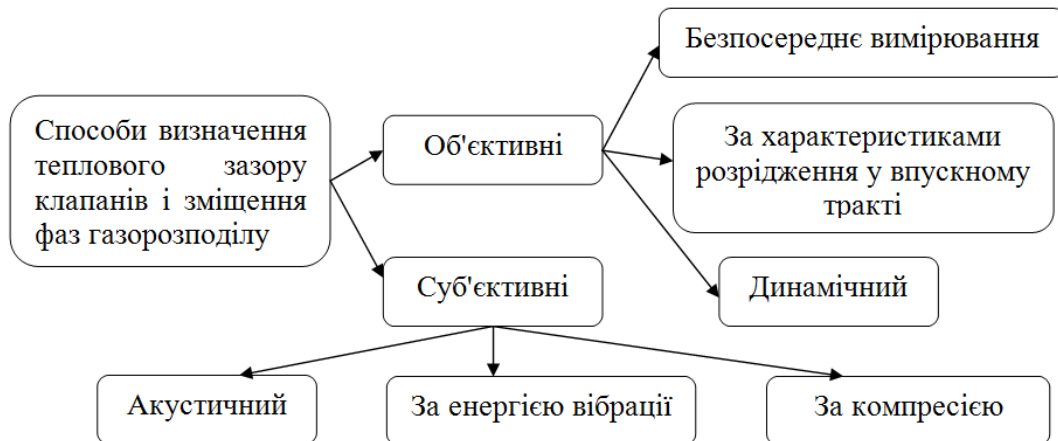 Безпосереднє вимірювання
Способи визначення
теплового зазору
клапанів і зміщення
фаз газорозподілу
Об'єктивні
За характеристиками
розрідження у впускному
тракті
Суб'єктивні
Динамічний
Акустичний
За енергією вібрації
За компресією